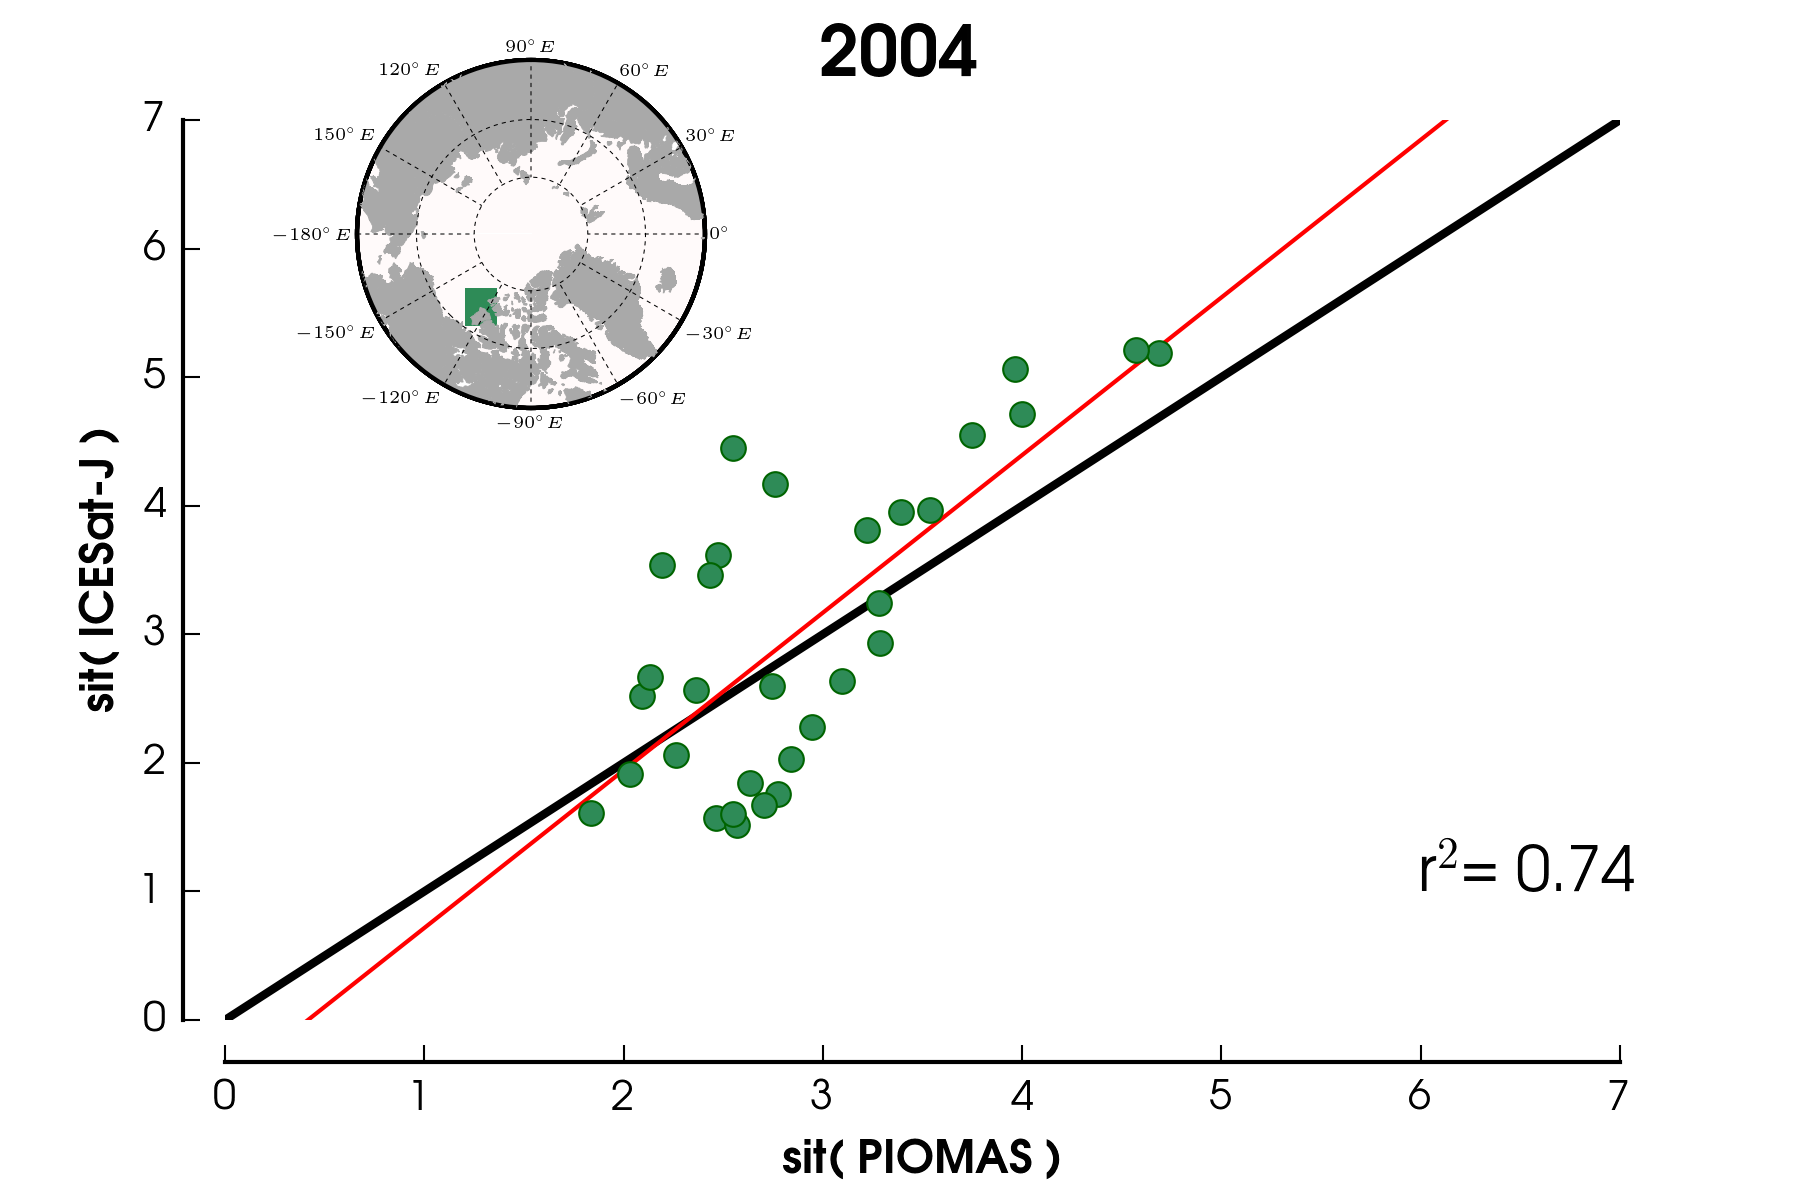 2004
90° E
120° E
60° E
150° E
30° E
−180° E
0°
−150° E
−30° E
−120° E
−60° E
−90° E
7
6
5
4
3
2
1
0
sit( ICESat-J )
r²= 0.74
0 1 2 3 4 5 6 7
sit( PIOMAS )